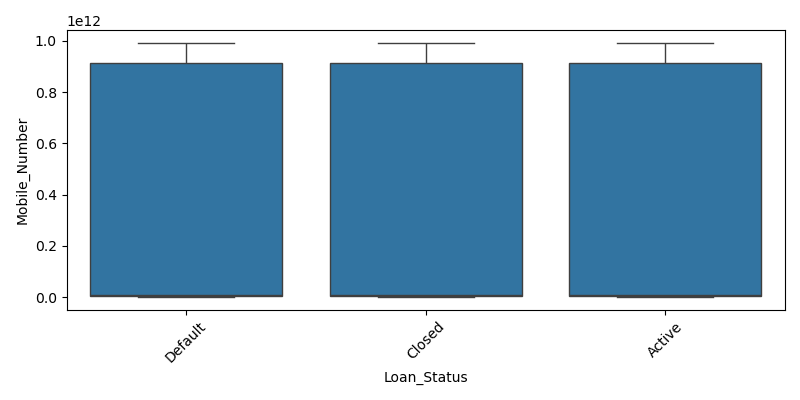 1e12
1.0
0.8
0.6
0.4
0.2
0.0
Mobile_Number
Default
Closed
Active
Loan_Status